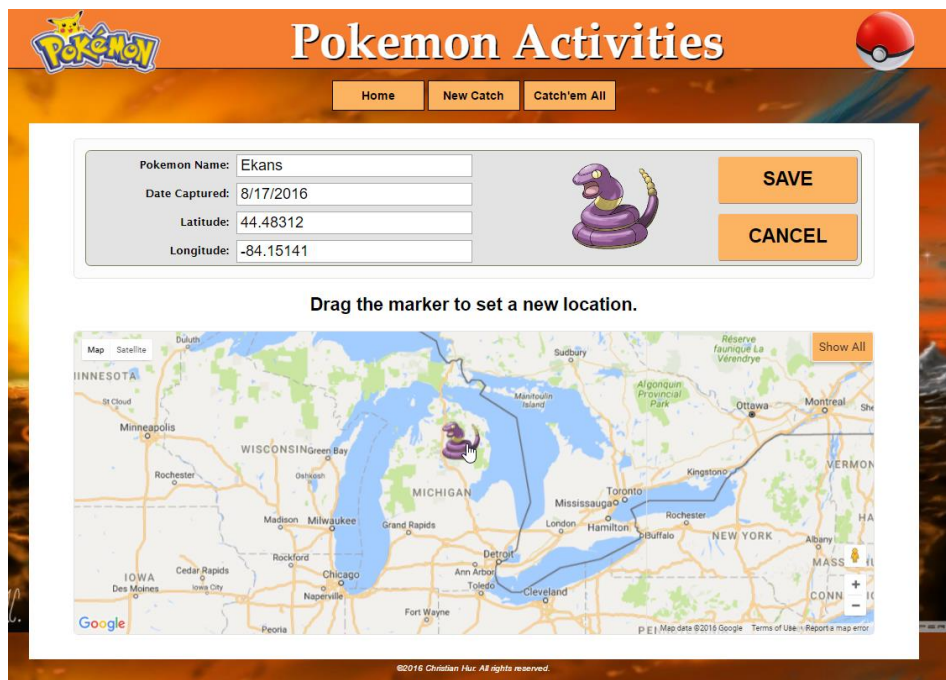 Pokémon
Pokemon Activities
Home New Catch Catch'em All
Pokemon Name: Ekans
Date Captured: 8/17/2016
Latitude: 44.48312
Longitude: -84.15141
SAVE
CANCEL
Drag the marker to set a new location.
Map Satellite
Show All
Duluth
Sudbury
Réserve
faunique La
Vérendrye
INNESOTA
St Cloud
Manitoulin
Island
Algonquin
Provincial
Park
Ottawa
Montreal
She
Minneapolis
WISCONSIN
Green Bay
VERMON
Rochester
Oshkosh
Kingston
MICHIGAN
Toronto
Mississauga
Madison
Milwaukee
Grand Rapids
London
Hamilton
Rochester
Buffalo
NEW YORK
Albany
HA
Rockford
Detroit
MASS
IOWA
Cedar Rapids
Chicago
Ann Arbor
Des Moines
Iowa City
Naperville
Toledo
Cleveland
CONN
Fort Wayne
Peoria
PE
+
−
Google
Map data ©2016 Google Terms of Use Report a map error
©2016 Christian Hur. All rights reserved.